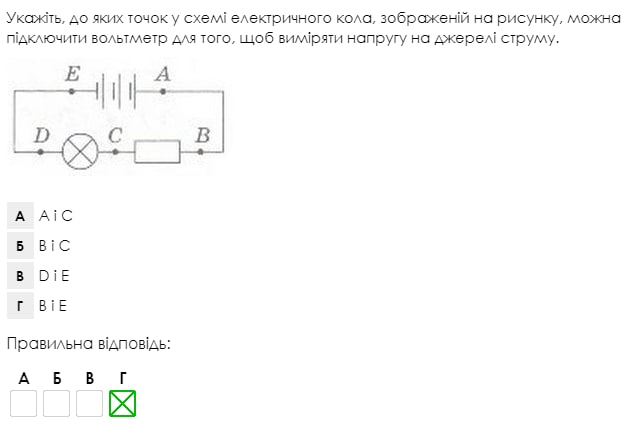 Укажіть, до яких точок у схемі електричного кола, зображеній на рисунку, можна
підключити вольтметр для того, щоб виміряти напругу на джерелі струму.
E A
D C B
А А і С
Б В і С
В D і E
Г В і Е
Правильна відповідь:
А Б В Г